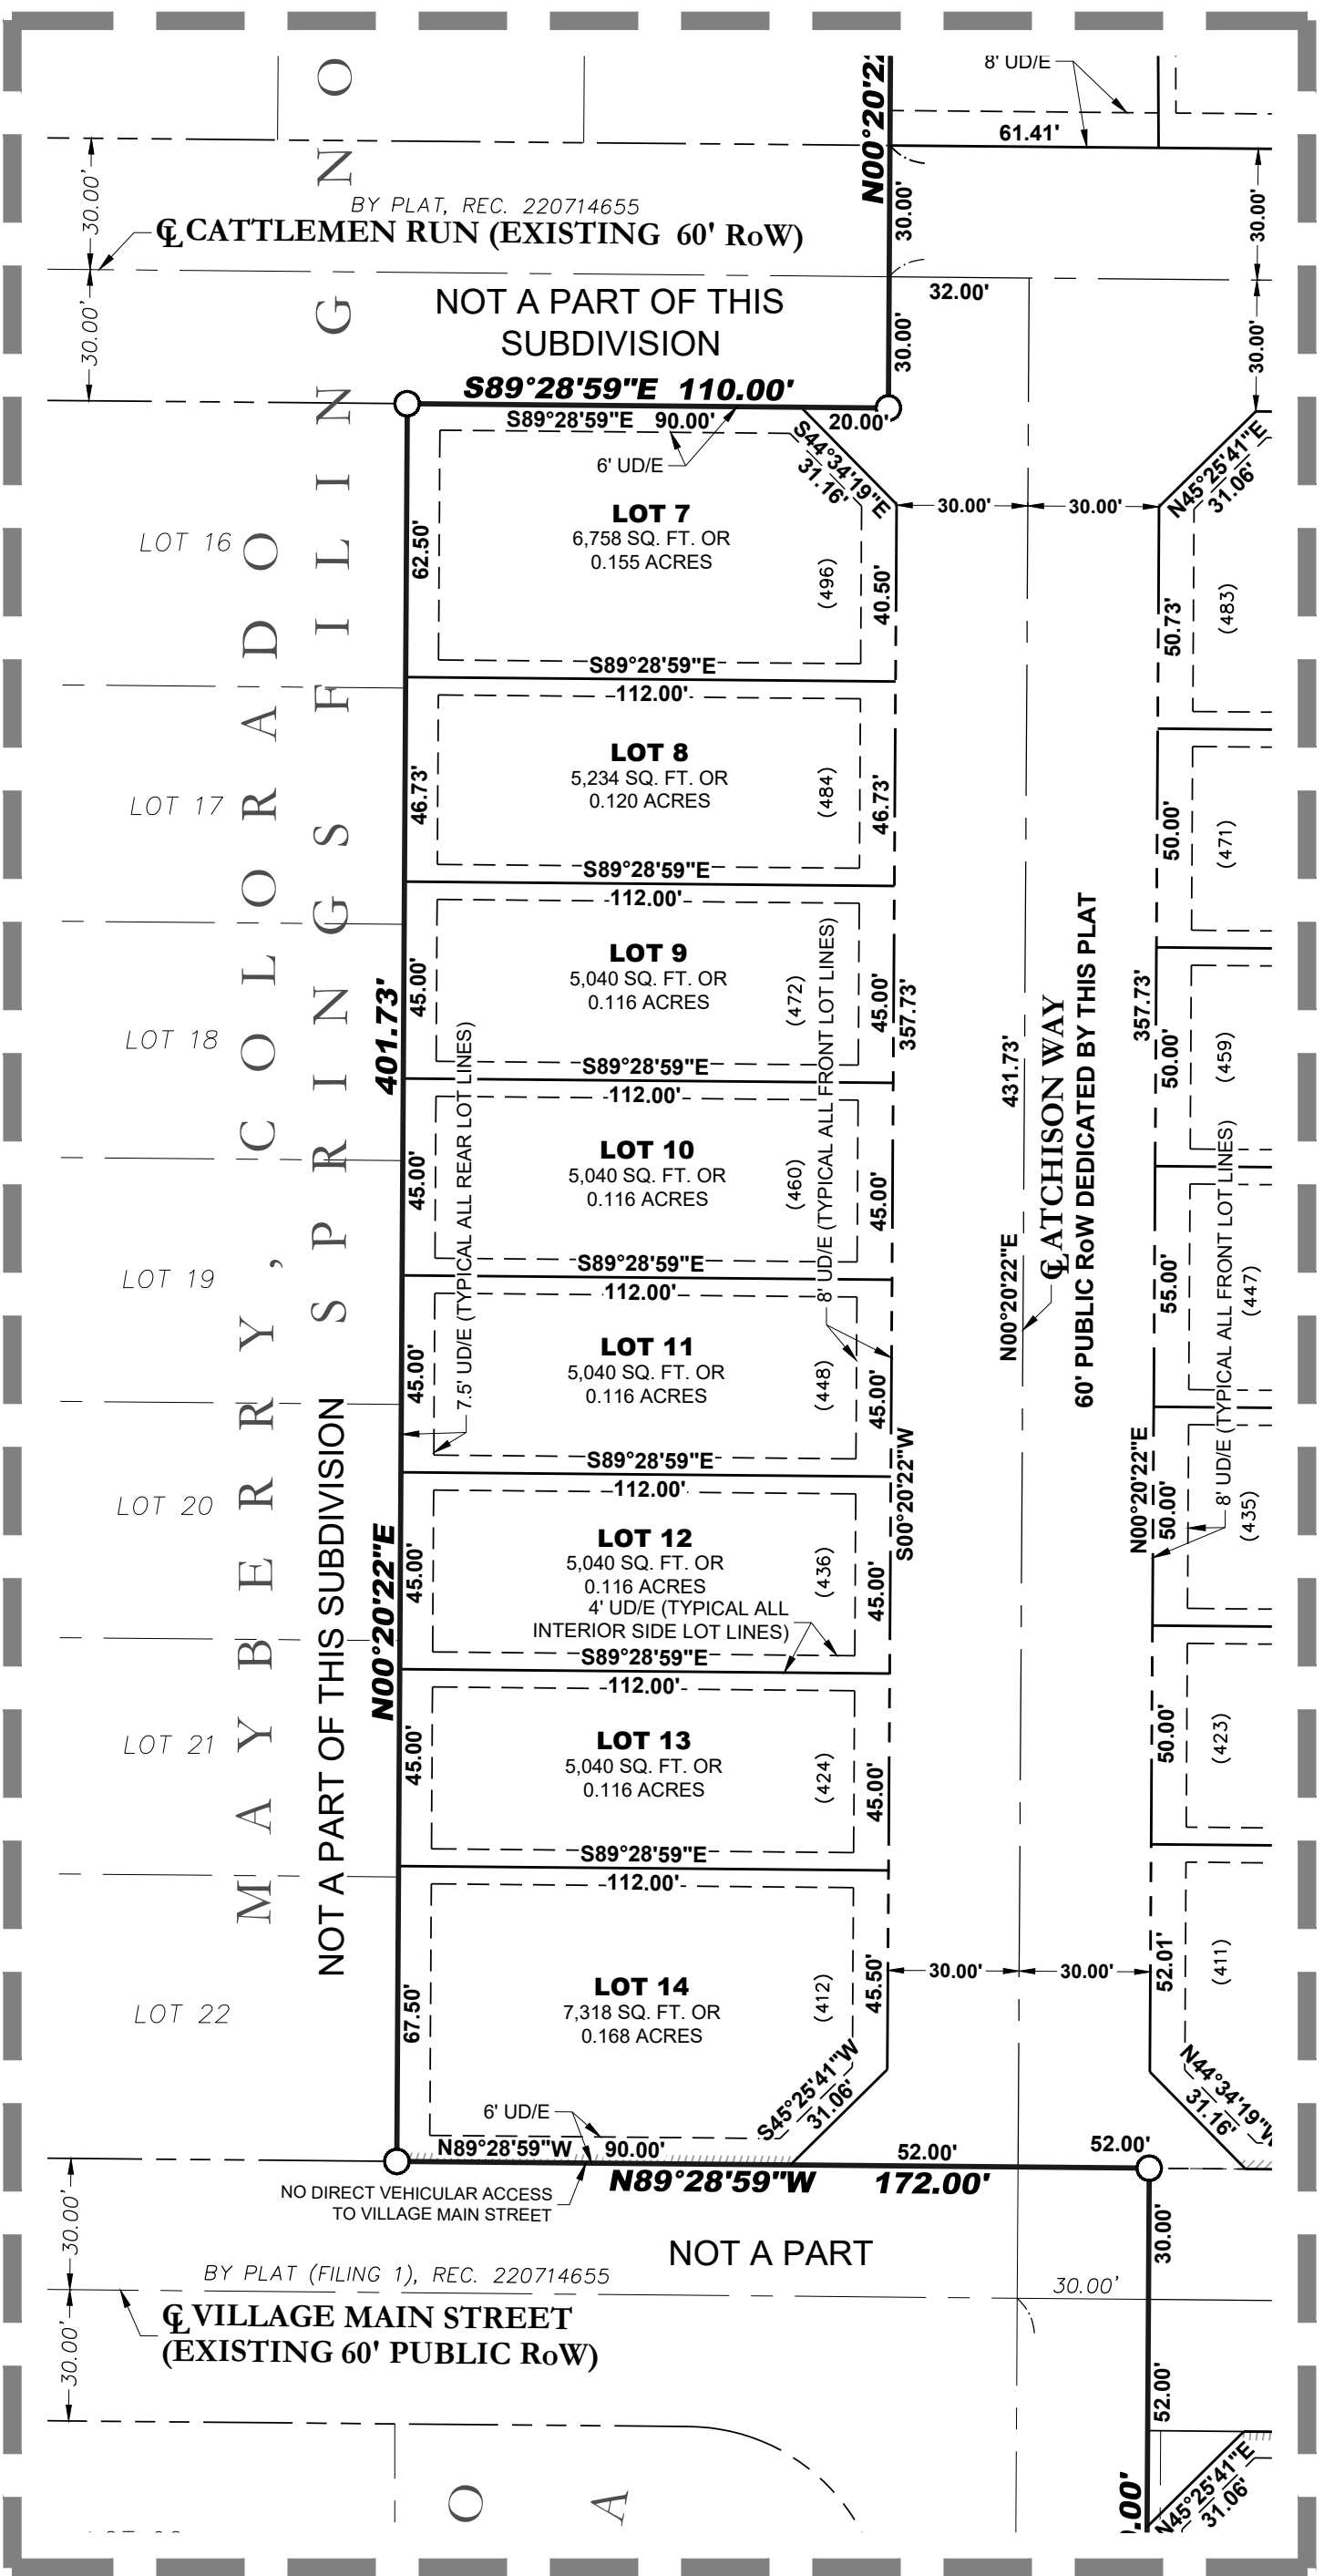 8' UD/E
N00°20'2
61.41'
30.00'
30.00'
30.00'
BY PLAT, REC. 220714655
℄ CATTLEMEN RUN (EXISTING 60' RoW)
32.00'
30.00'
30.00'
30.00'
NOT A PART OF THIS
SUBDIVISION
S89°28'59"E 110.00'
S89°28'59"E 90.00'
20.00'
6' UD/E
S44°34'19"E
31.16'
N45°25'41"E
31.06'
30.00'
30.00'
LOT 16
62.50'
LOT 7
6,758 SQ. FT. OR
0.155 ACRES
(496)
40.50'
50.73'
(483)
S89°28'59"E
112.00'
LOT 17
46.73'
LOT 8
5,234 SQ. FT. OR
0.120 ACRES
(484)
46.73'
50.00'
(471)
S89°28'59"E
112.00'
LOT 18
401.73'
45.00'
LOT 9
5,040 SQ. FT. OR
0.116 ACRES
(472)
45.00'
357.73'
431.73'
357.73'
50.00'
(459)
S89°28'59"E
112.00'
7.5' UD/E (TYPICAL ALL REAR LOT LINES)
8' UD/E (TYPICAL ALL FRONT LOT LINES)
LOT 19
45.00'
LOT 10
5,040 SQ. FT. OR
0.116 ACRES
(460)
45.00'
N00°20'22"E
℄ ATCHISON WAY
60' PUBLIC RoW DEDICATED BY THIS PLAT
55.00'
(447)
8' UD/E (TYPICAL ALL FRONT LOT LINES)
S89°28'59"E
112.00'
45.00'
LOT 11
5,040 SQ. FT. OR
0.116 ACRES
(448)
45.00'
S00°20'22"W
N00°20'22"E
50.00'
(435)
S89°28'59"E
112.00'
LOT 20
N00°20'22"E
45.00'
LOT 12
5,040 SQ. FT. OR
0.116 ACRES
(436)
45.00'
4' UD/E (TYPICAL ALL
INTERIOR SIDE LOT LINES)
S89°28'59"E
112.00'
LOT 21
45.00'
LOT 13
5,040 SQ. FT. OR
0.116 ACRES
(424)
45.00'
50.00'
(423)
S89°28'59"E
112.00'
MAYBERRY, COLORADO
SPRINGS FILING NO
NOT A PART OF THIS SUBDIVISION
LOT 22
67.50'
LOT 14
7,318 SQ. FT. OR
0.168 ACRES
(412)
45.50'
30.00'
30.00'
52.01'
(411)
S45°25'41"W
31.06'
N44°34'19"W
31.16'
6' UD/E
N89°28'59"W 90.00'
52.00'
52.00'
N89°28'59"W 172.00'
NO DIRECT VEHICULAR ACCESS
TO VILLAGE MAIN STREET
30.00'
30.00'
NOT A PART
30.00'
BY PLAT (FILING 1), REC. 220714655
30.00'
℄ VILLAGE MAIN STREET
(EXISTING 60' PUBLIC RoW)
30.00'
52.00'
N45°25'41"E
31.06'
.00'
O A